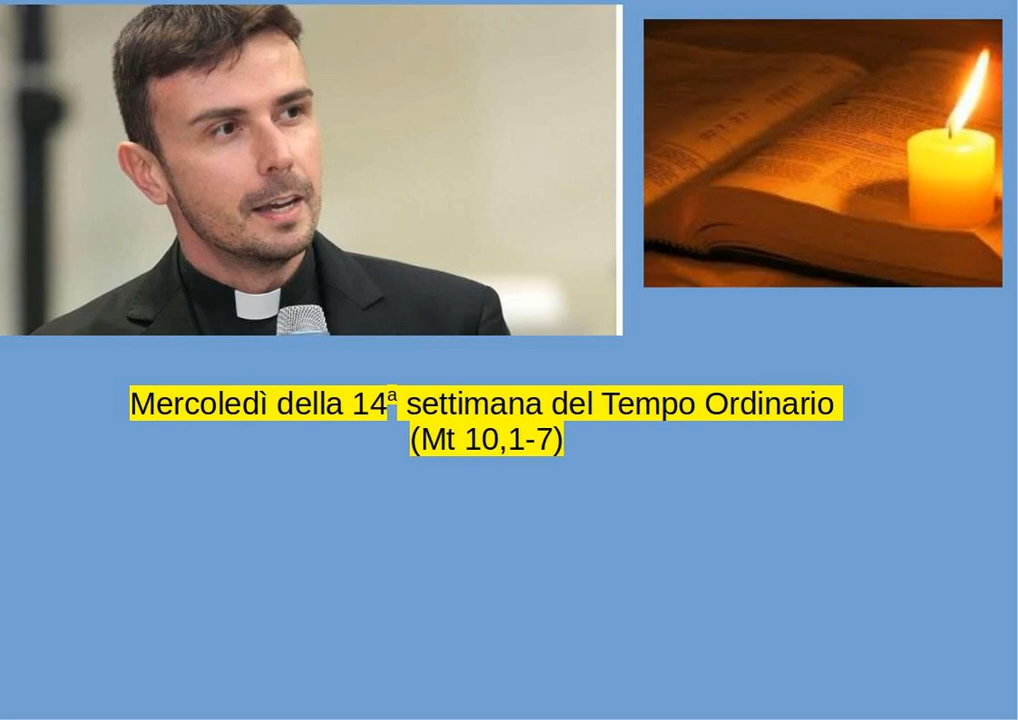 Mercoledì della 14ª settimana del Tempo Ordinario
(Mt 10,1-7)